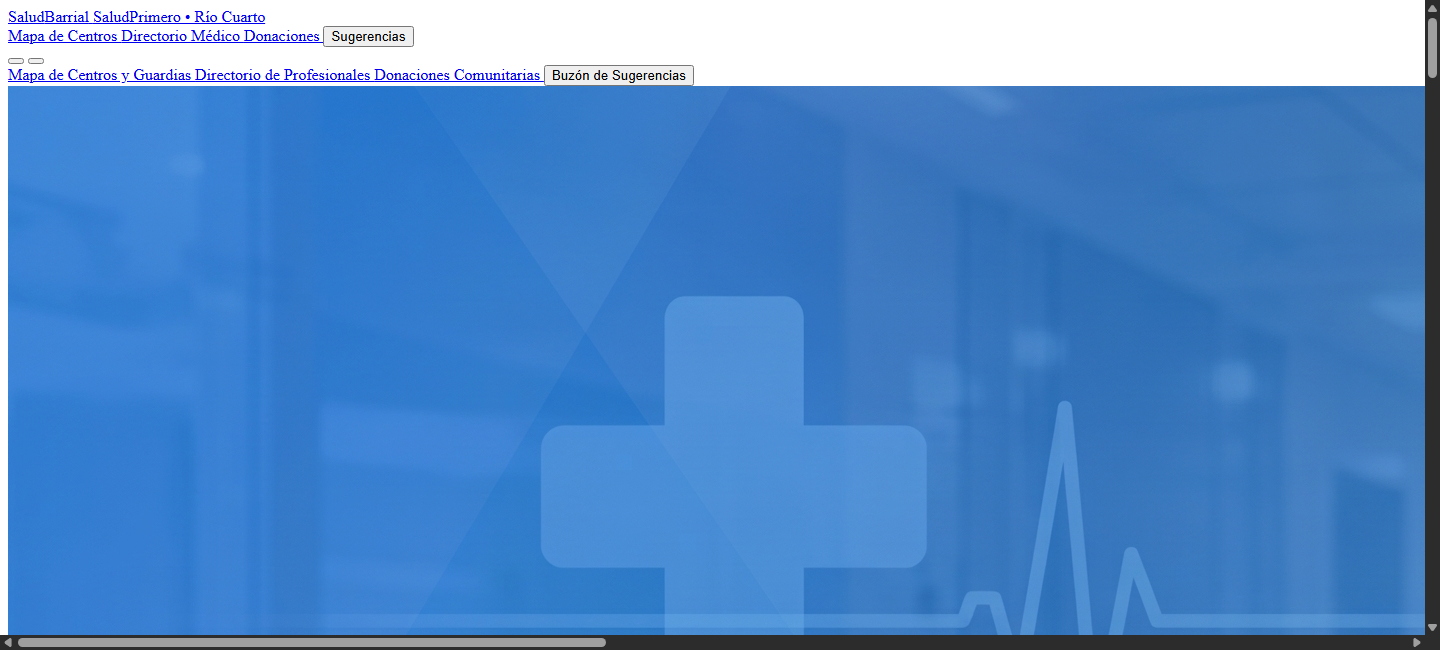 SaludBarrial SaludPrimero • Río Cuarto
Mapa de Centros Directorio Médico Donaciones Sugerencias
Mapa de Centros y Guardias Directorio de Profesionales Donaciones Comunitarias Buzón de Sugerencias